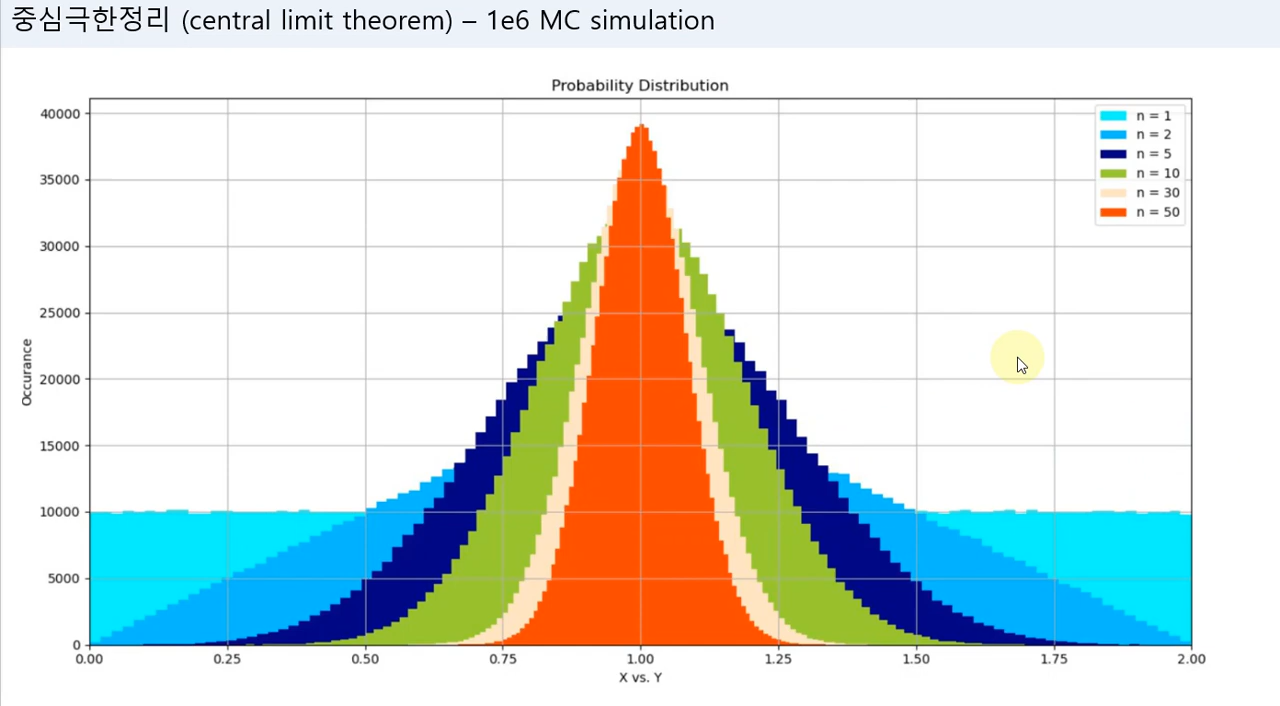 중심극한정리 (central limit theorem) – 1e6 MC simulation
Probability Distribution
40000
35000
30000
25000
20000
15000
10000
5000
0
Occurance
n = 1
n = 2
n = 5
n = 10
n = 30
n = 50
0.00 0.25 0.50 0.75 1.00 1.25 1.50 1.75 2.00
X vs. Y